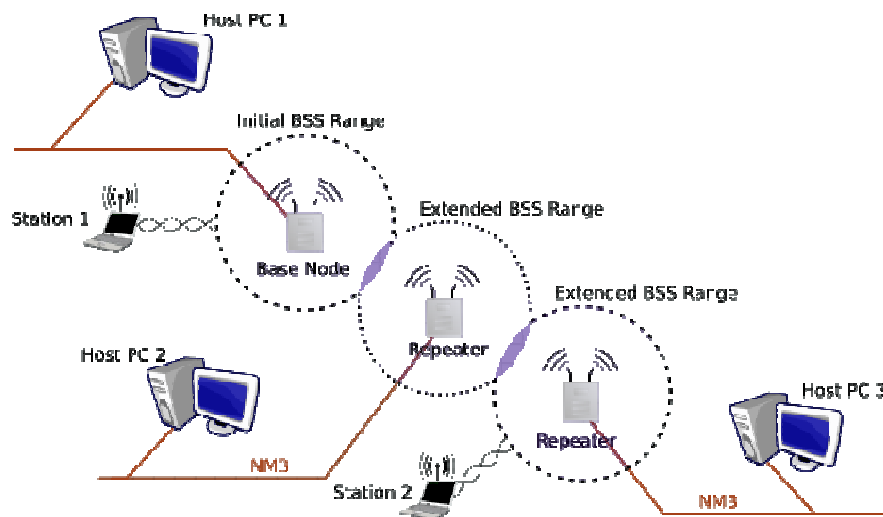 Host PC 1
Initial BSS Range
Station 1
Extended BSS Range
Base Node
Extended BSS Range
Repeater
Host PC 2
Host PC 3
Repeater
NM3
Station 2
NM3